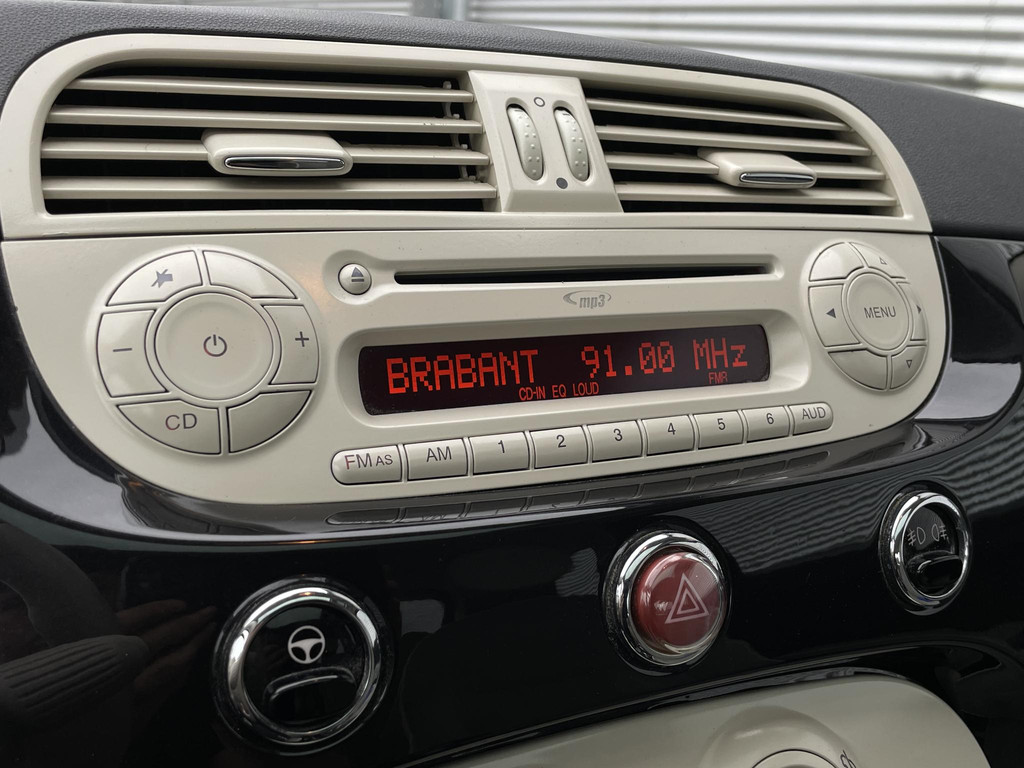 mp3
MENU
BRABANT 91.00 MHz
CD-IN EQ LOUD FMR
CD
FM AS AM 1 2 3 4 5 6 AUD